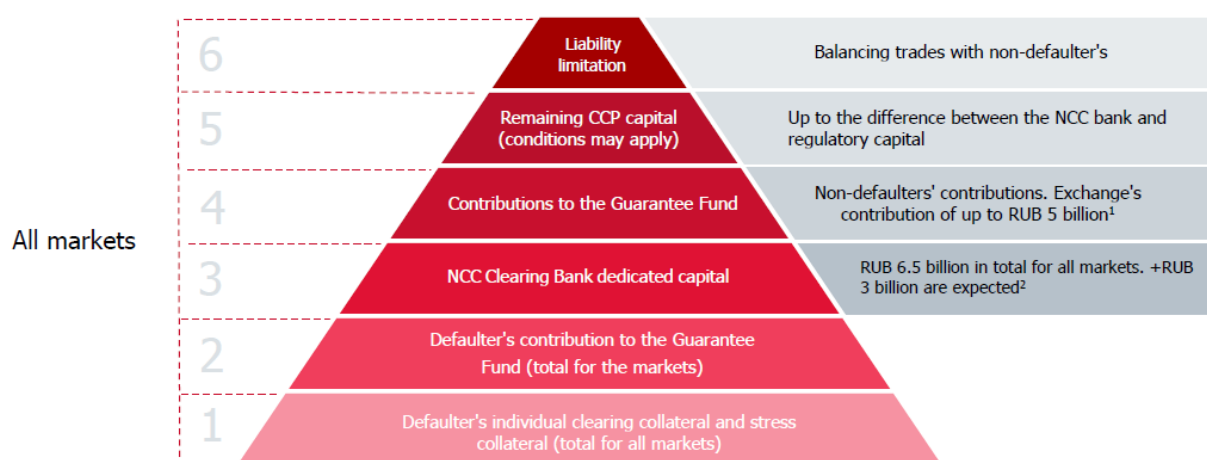 6
Liability
limitation
Balancing trades with non-defaulter's
5
Remaining CCP capital
(conditions may apply)
Up to the difference between the NCC bank and
regulatory capital
4
Contributions to the Guarantee Fund
Non-defaulters' contributions. Exchange's
contribution of up to RUB 5 billion¹
All markets
3
NCC Clearing Bank dedicated capital
RUB 6.5 billion in total for all markets. +RUB
3 billion are expected²
2
Defaulter's contribution to the Guarantee
Fund (total for the markets)
1
Defaulter's individual clearing collateral and stress
collateral (total for all markets)